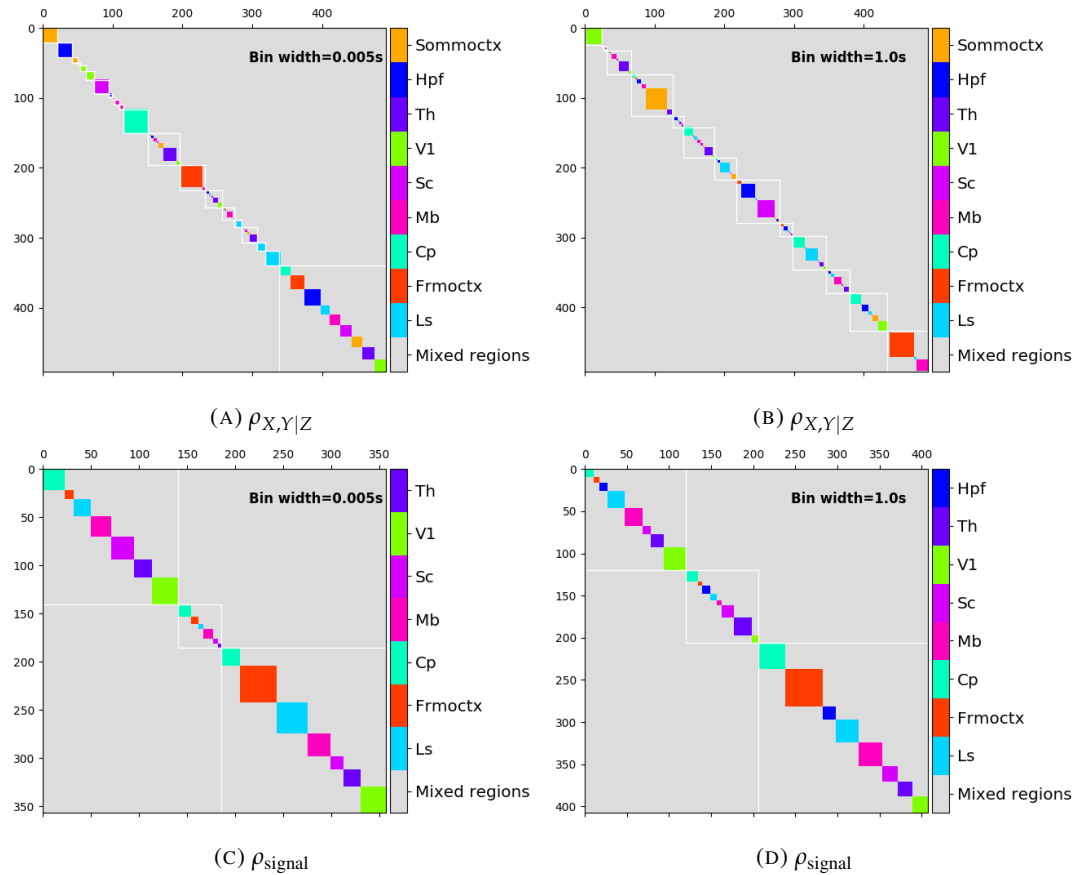 0 100 200 300 400
0
100
200
300
400
Bin width=0.005s
Sommoctx
Hpf
Th
V1
Sc
Mb
Cp
Frmoctx
Ls
Mixed regions
(A) ρX,Y|Z
0 100 200 300 400
0
100
200
300
400
Bin width=1.0s
Sommoctx
Hpf
Th
V1
Sc
Mb
Cp
Frmoctx
Ls
Mixed regions
(B) ρX,Y|Z
0 50 100 150 200 250 300 350
0
50
100
150
200
250
300
350
Bin width=0.005s
Th
V1
Sc
Mb
Cp
Frmoctx
Ls
Mixed regions
(C) ρsignal
0 50 100 150 200 250 300 350 400
0
50
100
150
200
250
300
350
400
Bin width=1.0s
Hpf
Th
V1
Sc
Mb
Cp
Frmoctx
Ls
Mixed regions
(D) ρsignal